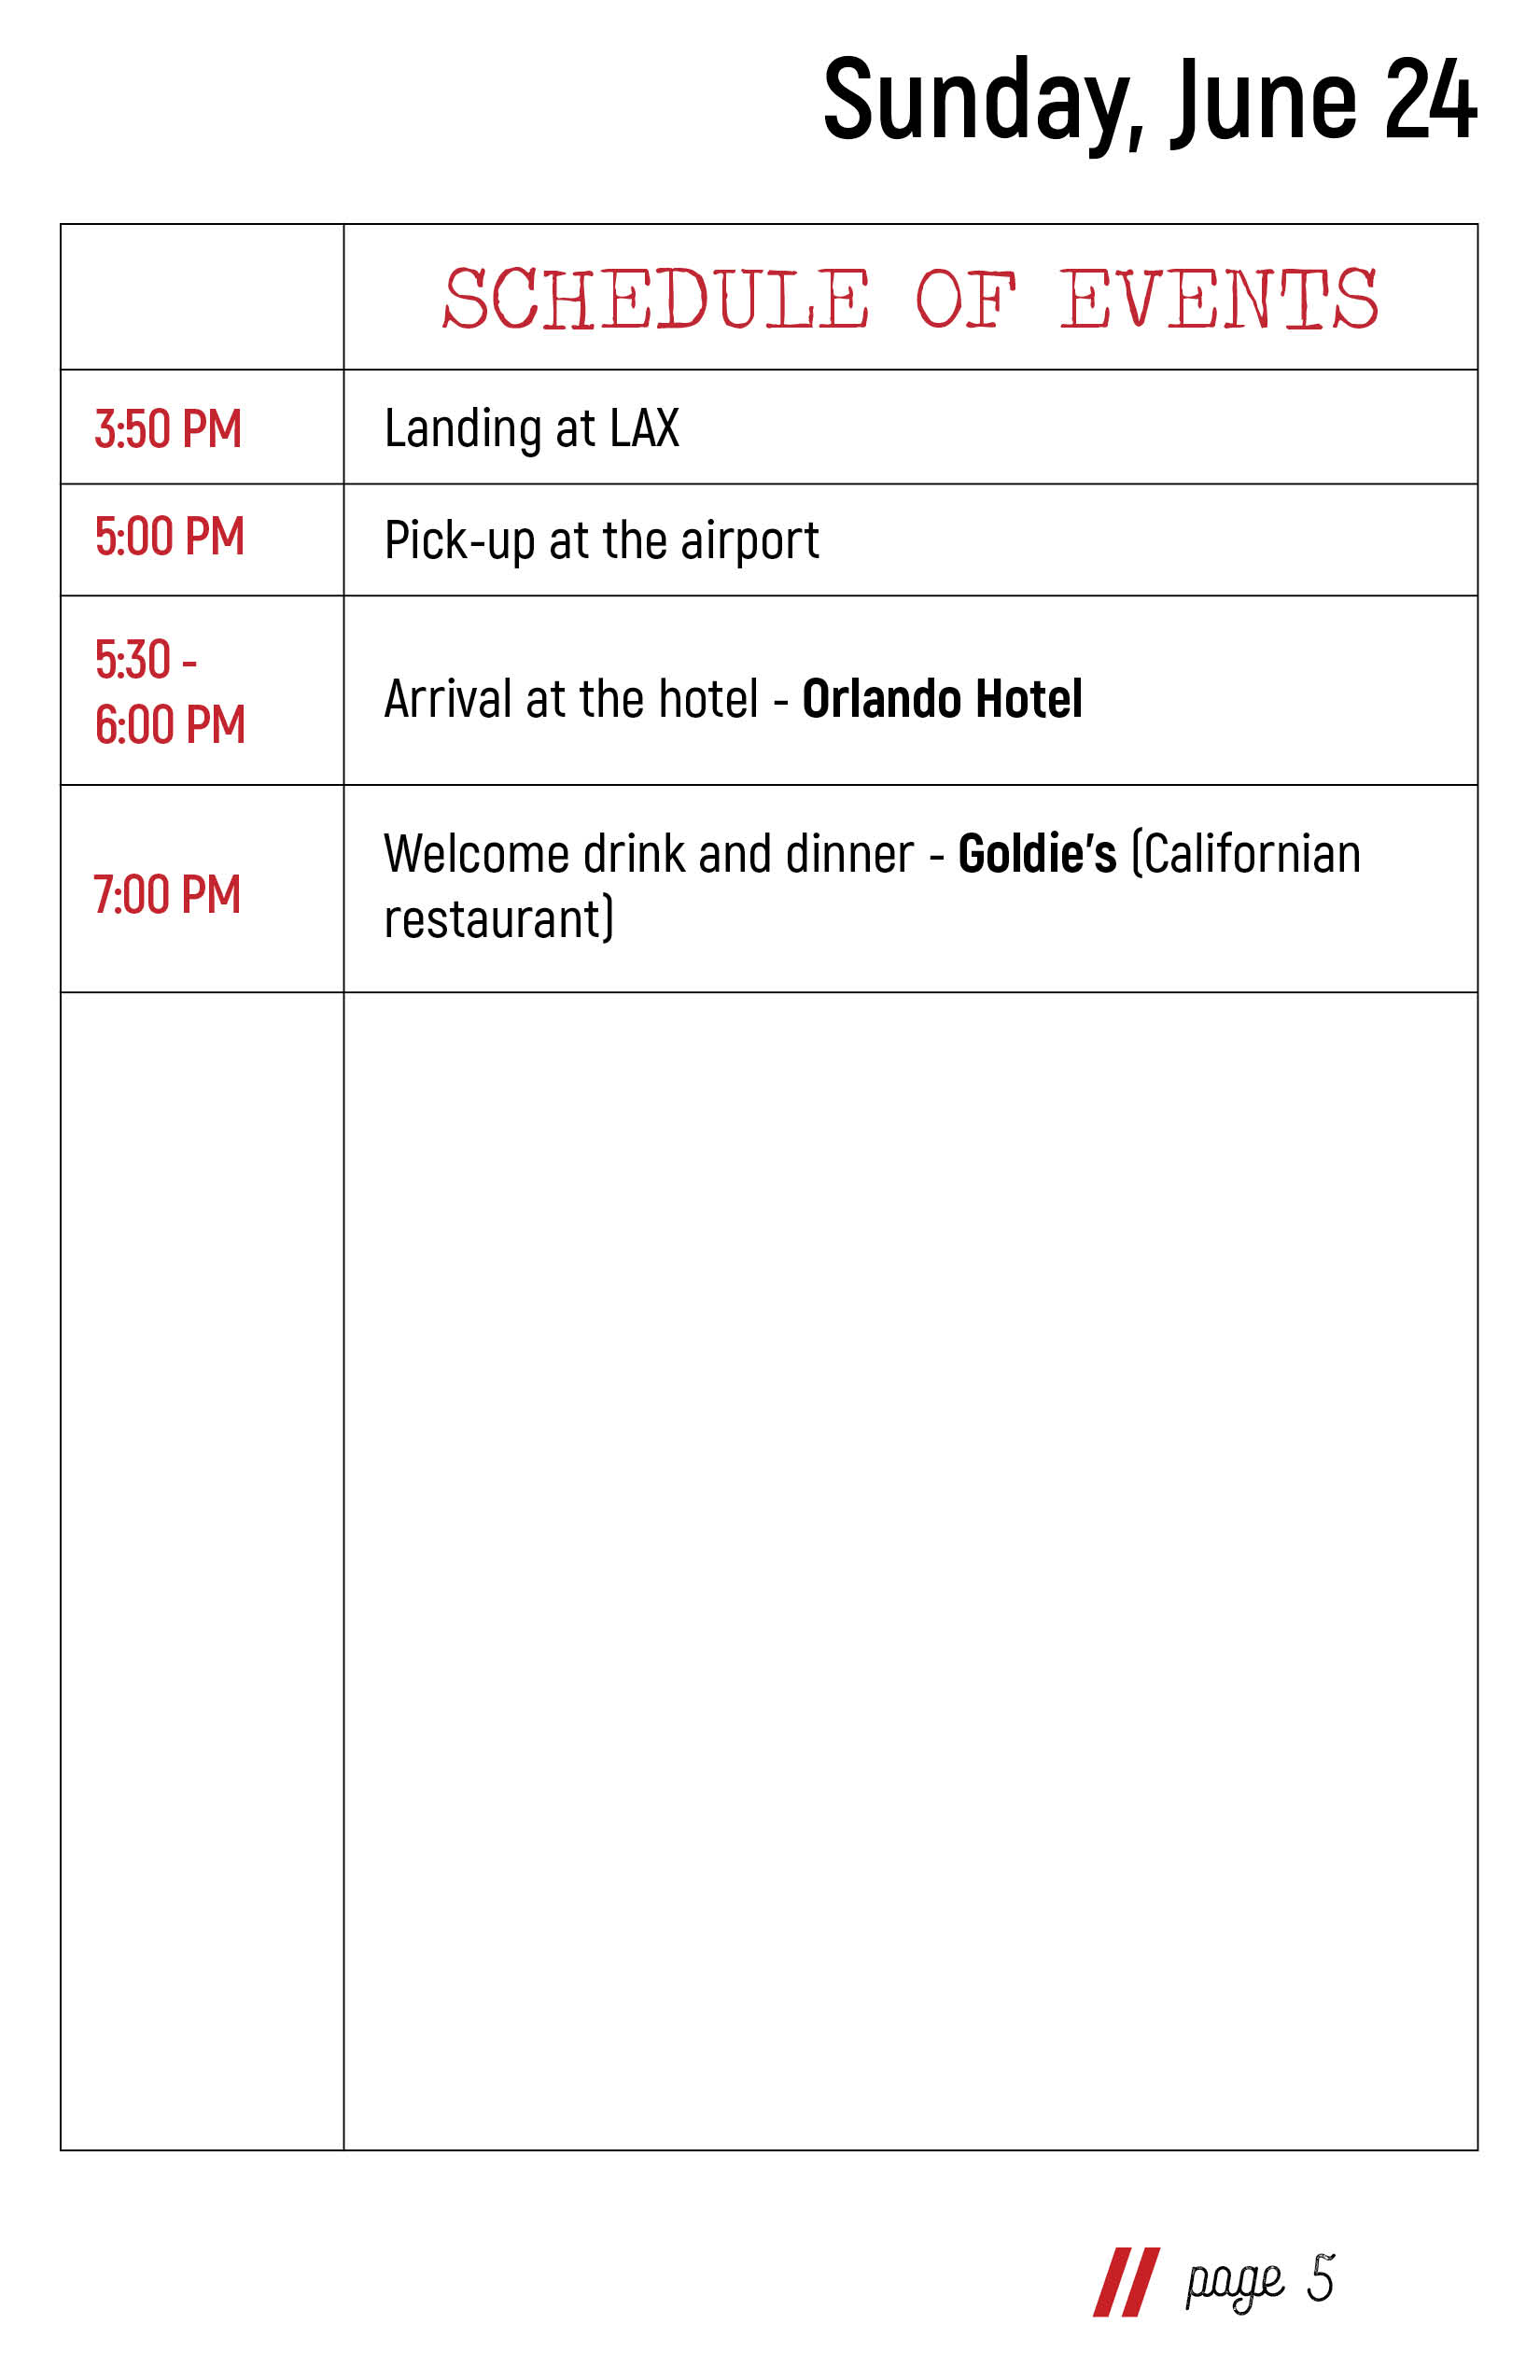 Sunday, June 24
SCHEDULE OF EVENTS
3:50 PM
Landing at LAX
5:00 PM
Pick-up at the airport
5:30 -
6:00 PM
Arrival at the hotel - Orlando Hotel
7:00 PM
Welcome drink and dinner - Goldie’s (Californian
restaurant)
page 5